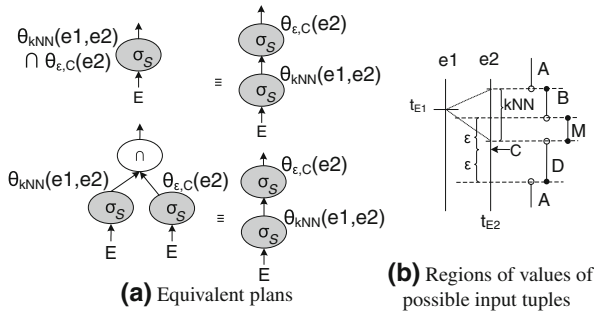 θkNN(e1,e2)
∩ θε,C(e2)
σS
E
≡
θε,C(e2)
σS
θkNN(e1,e2)
σS
E
∩
θkNN(e1,e2)
θε,C(e2)
σS
σS
E
E
≡
θε,C(e2)
σS
θkNN(e1,e2)
σS
E
(a) Equivalent plans
e1
e2
A
tE1
kNN
B
M
ε
ε
C
D
A
tE2
(b) Regions of values of
possible input tuples